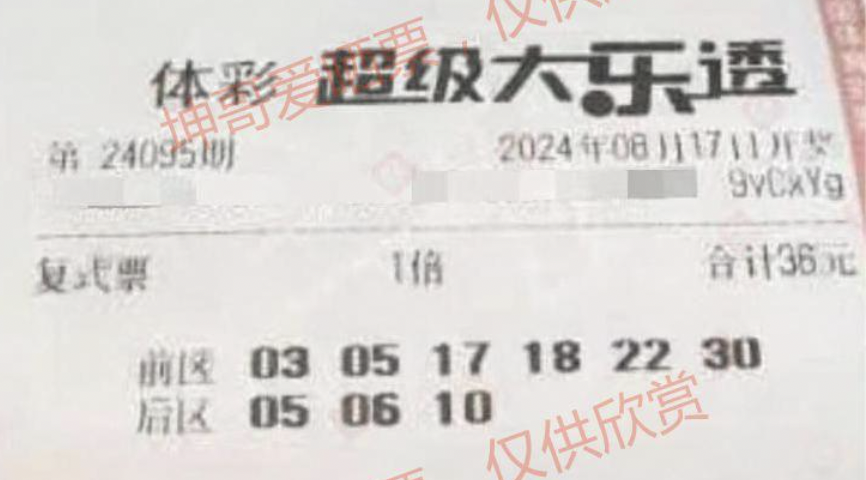 仅供欣赏
体彩 超级大乐透
坤哥爱票,
第 24095期 2024年08月17日开奖
9vCxYg
复式票 1倍 合计36元
前区 03 05 17 18 22 30
后区 05 06 10
仅供欣赏